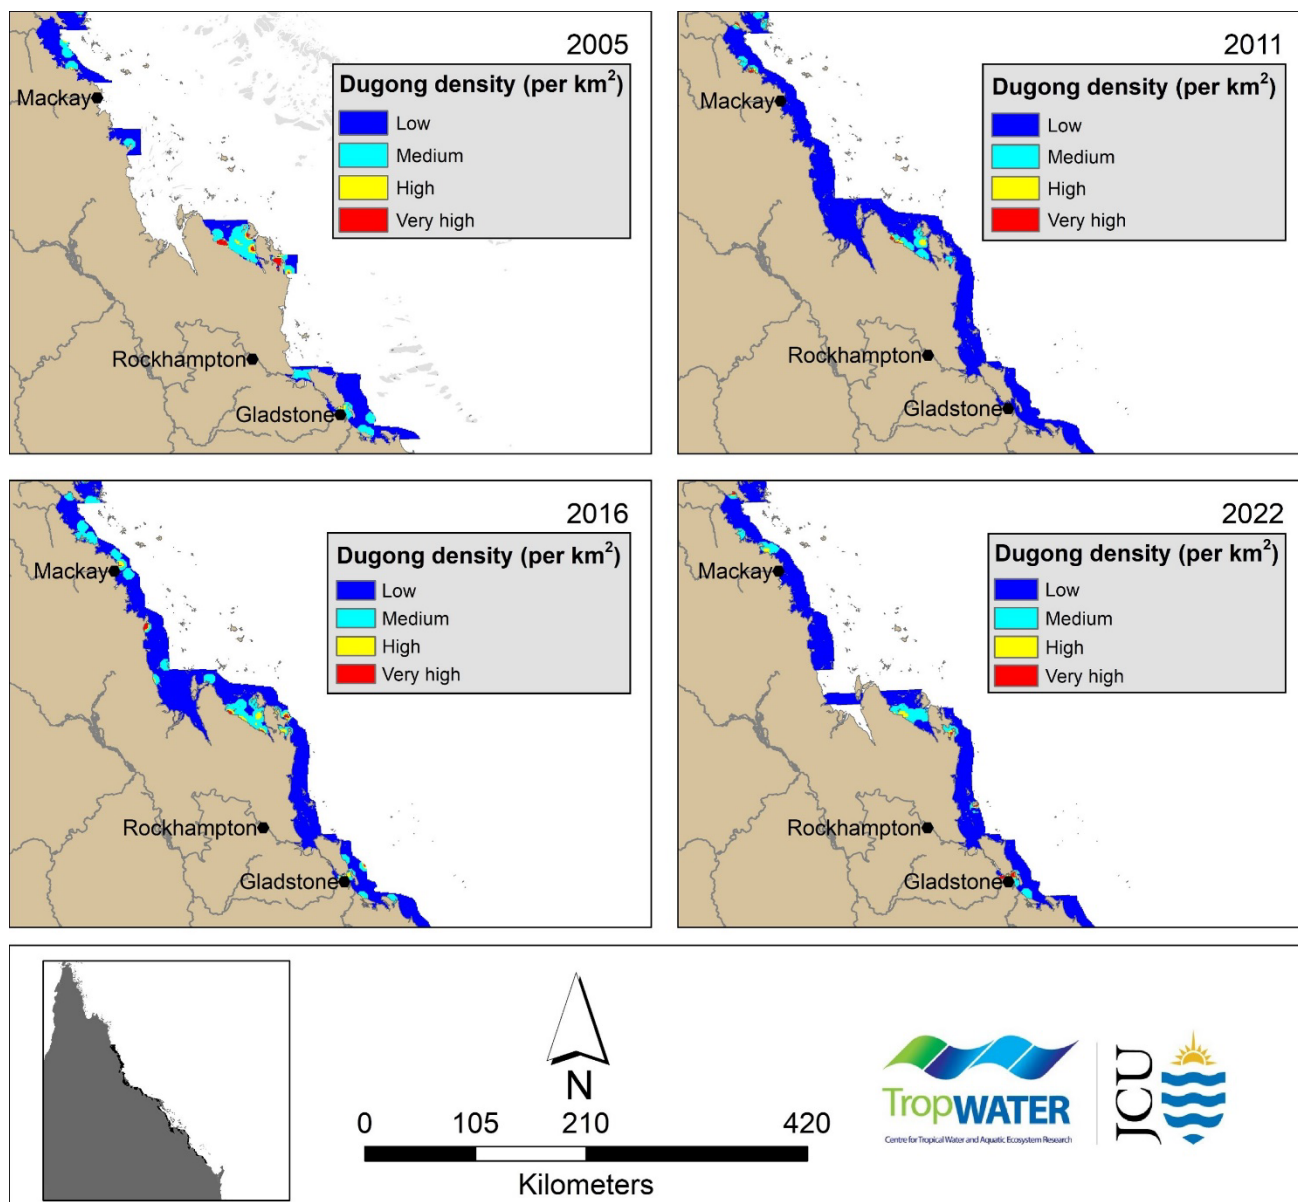 2005
Dugong density (per km²)
Low
Medium
High
Very high
Mackay
Rockhampton
Gladstone
2011
Dugong density (per km²)
Low
Medium
High
Very high
Mackay
Rockhampton
Gladstone
2016
Dugong density (per km²)
Low
Medium
High
Very high
Mackay
Rockhampton
Gladstone
2022
Dugong density (per km²)
Low
Medium
High
Very high
Mackay
Rockhampton
Gladstone
N
0 105 210 420
Kilometers
TropWATER
Centre for Tropical Water and Aquatic Ecosystem Research
JCU